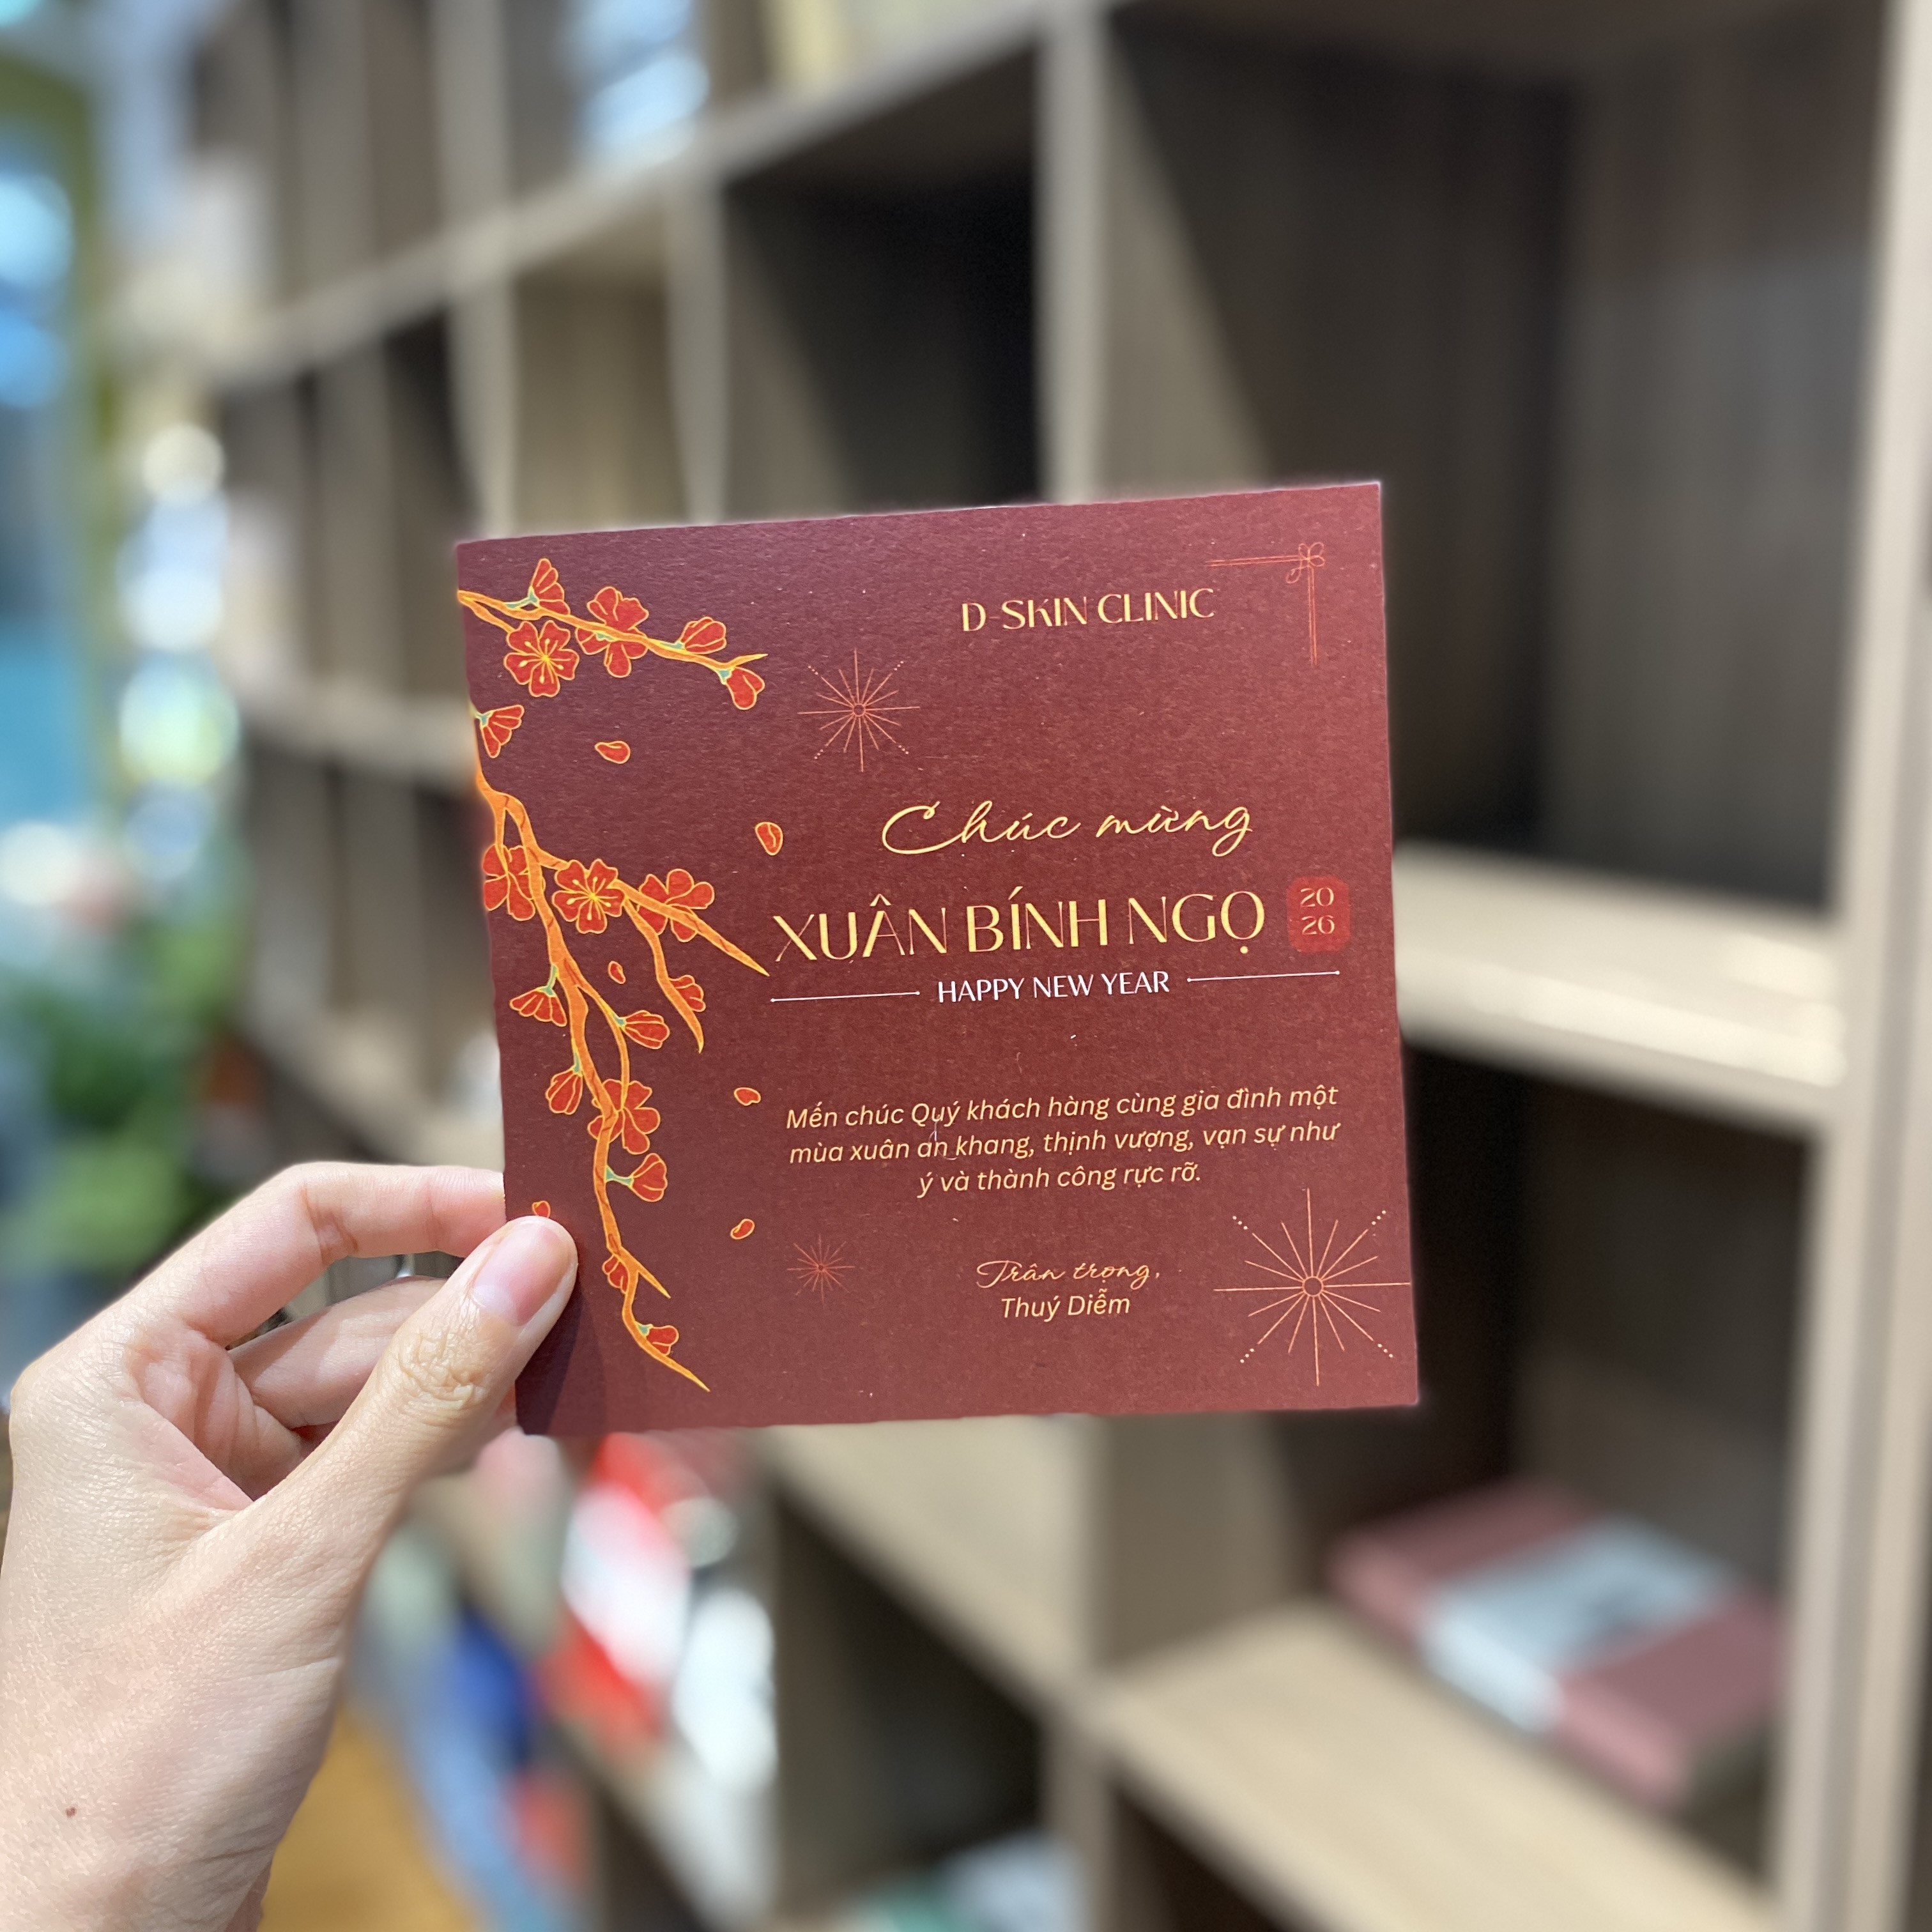 D-SKIN CLINIC
Chúc mừng
XUÂN BÍNH NGỌ
20
26
HAPPY NEW YEAR
Mến chúc Quý khách hàng cùng gia đình một
mùa xuân an khang, thịnh vượng, vạn sự như
ý và thành công rực rỡ.
Trân trọng,
Thuý Diễm